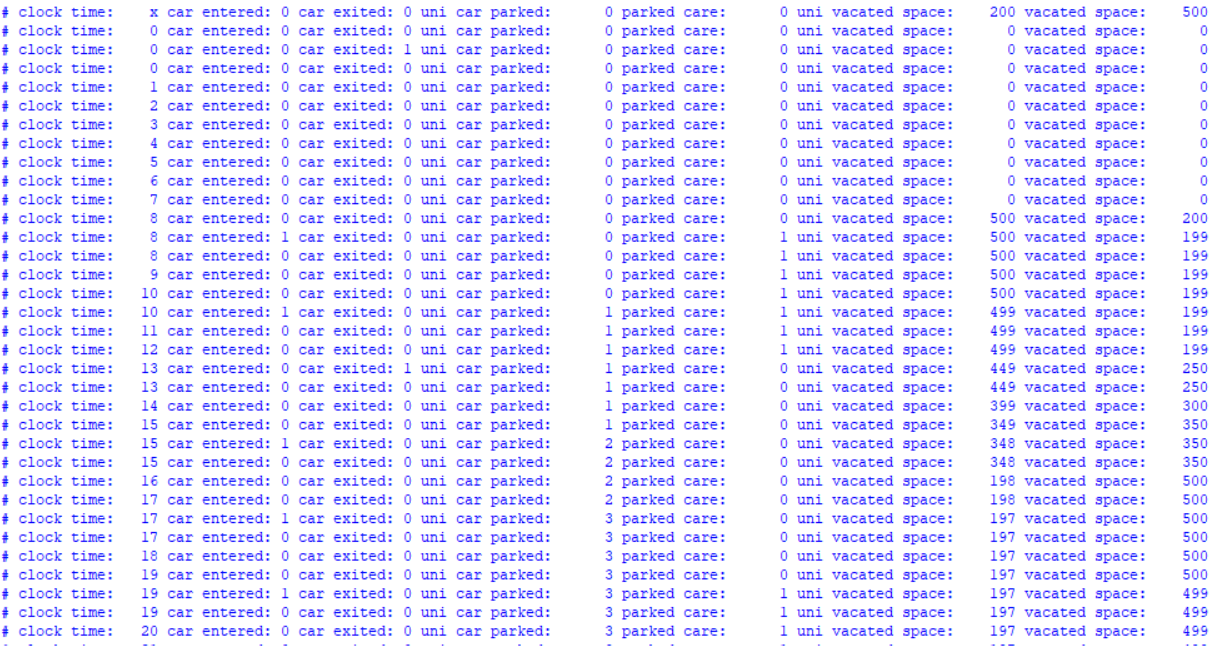 # clock time: x car entered: 0 car exited: 0 uni car parked: 0 parked care: 0 uni vacated space: 200 vacated space: 500
# clock time: 0 car entered: 0 car exited: 0 uni car parked: 0 parked care: 0 uni vacated space: 0 vacated space: 0
# clock time: 0 car entered: 0 car exited: 1 uni car parked: 0 parked care: 0 uni vacated space: 0 vacated space: 0
# clock time: 0 car entered: 0 car exited: 0 uni car parked: 0 parked care: 0 uni vacated space: 0 vacated space: 0
# clock time: 1 car entered: 0 car exited: 0 uni car parked: 0 parked care: 0 uni vacated space: 0 vacated space: 0
# clock time: 2 car entered: 0 car exited: 0 uni car parked: 0 parked care: 0 uni vacated space: 0 vacated space: 0
# clock time: 3 car entered: 0 car exited: 0 uni car parked: 0 parked care: 0 uni vacated space: 0 vacated space: 0
# clock time: 4 car entered: 0 car exited: 0 uni car parked: 0 parked care: 0 uni vacated space: 0 vacated space: 0
# clock time: 5 car entered: 0 car exited: 0 uni car parked: 0 parked care: 0 uni vacated space: 0 vacated space: 0
# clock time: 6 car entered: 0 car exited: 0 uni car parked: 0 parked care: 0 uni vacated space: 0 vacated space: 0
# clock time: 7 car entered: 0 car exited: 0 uni car parked: 0 parked care: 0 uni vacated space: 0 vacated space: 0
# clock time: 8 car entered: 0 car exited: 0 uni car parked: 0 parked care: 0 uni vacated space: 500 vacated space: 200
# clock time: 8 car entered: 1 car exited: 0 uni car parked: 0 parked care: 1 uni vacated space: 500 vacated space: 199
# clock time: 8 car entered: 0 car exited: 0 uni car parked: 0 parked care: 1 uni vacated space: 500 vacated space: 199
# clock time: 9 car entered: 0 car exited: 0 uni car parked: 0 parked care: 1 uni vacated space: 500 vacated space: 199
# clock time: 10 car entered: 0 car exited: 0 uni car parked: 0 parked care: 1 uni vacated space: 500 vacated space: 199
# clock time: 10 car entered: 1 car exited: 0 uni car parked: 1 parked care: 1 uni vacated space: 499 vacated space: 199
# clock time: 11 car entered: 0 car exited: 0 uni car parked: 1 parked care: 1 uni vacated space: 499 vacated space: 199
# clock time: 12 car entered: 0 car exited: 0 uni car parked: 1 parked care: 1 uni vacated space: 499 vacated space: 199
# clock time: 13 car entered: 0 car exited: 1 uni car parked: 1 parked care: 0 uni vacated space: 449 vacated space: 250
# clock time: 13 car entered: 0 car exited: 0 uni car parked: 1 parked care: 0 uni vacated space: 449 vacated space: 250
# clock time: 14 car entered: 0 car exited: 0 uni car parked: 1 parked care: 0 uni vacated space: 399 vacated space: 300
# clock time: 15 car entered: 0 car exited: 0 uni car parked: 1 parked care: 0 uni vacated space: 349 vacated space: 350
# clock time: 15 car entered: 1 car exited: 0 uni car parked: 2 parked care: 0 uni vacated space: 348 vacated space: 350
# clock time: 15 car entered: 0 car exited: 0 uni car parked: 2 parked care: 0 uni vacated space: 348 vacated space: 350
# clock time: 16 car entered: 0 car exited: 0 uni car parked: 2 parked care: 0 uni vacated space: 198 vacated space: 500
# clock time: 17 car entered: 0 car exited: 0 uni car parked: 2 parked care: 0 uni vacated space: 198 vacated space: 500
# clock time: 17 car entered: 1 car exited: 0 uni car parked: 3 parked care: 0 uni vacated space: 197 vacated space: 500
# clock time: 17 car entered: 0 car exited: 0 uni car parked: 3 parked care: 0 uni vacated space: 197 vacated space: 500
# clock time: 18 car entered: 0 car exited: 0 uni car parked: 3 parked care: 0 uni vacated space: 197 vacated space: 500
# clock time: 19 car entered: 0 car exited: 0 uni car parked: 3 parked care: 0 uni vacated space: 197 vacated space: 500
# clock time: 19 car entered: 1 car exited: 0 uni car parked: 3 parked care: 1 uni vacated space: 197 vacated space: 499
# clock time: 19 car entered: 0 car exited: 0 uni car parked: 3 parked care: 1 uni vacated space: 197 vacated space: 499
# clock time: 20 car entered: 0 car exited: 0 uni car parked: 3 parked care: 1 uni vacated space: 197 vacated space: 499